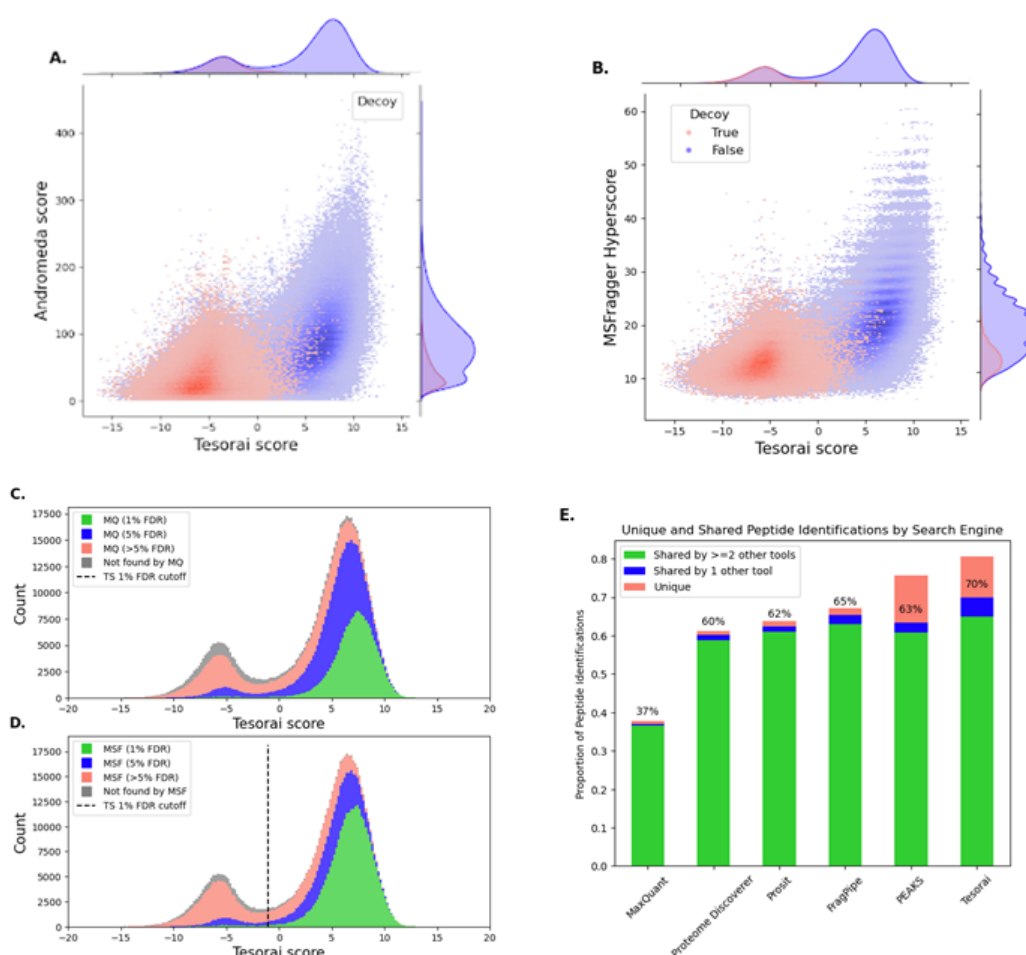 A.
Decoy
Andromeda score
400
300
200
100
0
−15
−10
−5
0
5
10
15
Tesorai score
B.
Decoy
True
False
MSFragger Hyperscore
60
50
40
30
20
10
−15
−10
−5
0
5
10
15
Tesorai score
C.
MQ (1% FDR)
MQ (5% FDR)
MQ (>5% FDR)
Not found by MQ
TS 1% FDR cutoff
Count
17500
15000
12500
10000
7500
5000
2500
0
−20
−15
−10
−5
0
5
10
15
20
Tesorai score
D.
MSF (1% FDR)
MSF (5% FDR)
MSF (>5% FDR)
Not found by MSF
TS 1% FDR cutoff
Count
17500
15000
12500
10000
7500
5000
2500
0
−20
−15
−10
−5
0
5
10
15
20
Tesorai score
E.
Unique and Shared Peptide Identifications by Search Engine
Shared by >=2 other tools
Shared by 1 other tool
Unique
Proportion of Peptide Identifications
0.8
0.7
0.6
0.5
0.4
0.3
0.2
0.1
0.0
37%
60%
62%
65%
63%
70%
MaxQuant
Proteome Discoverer
Prosit
FragPipe
PEAKS
Tesorai